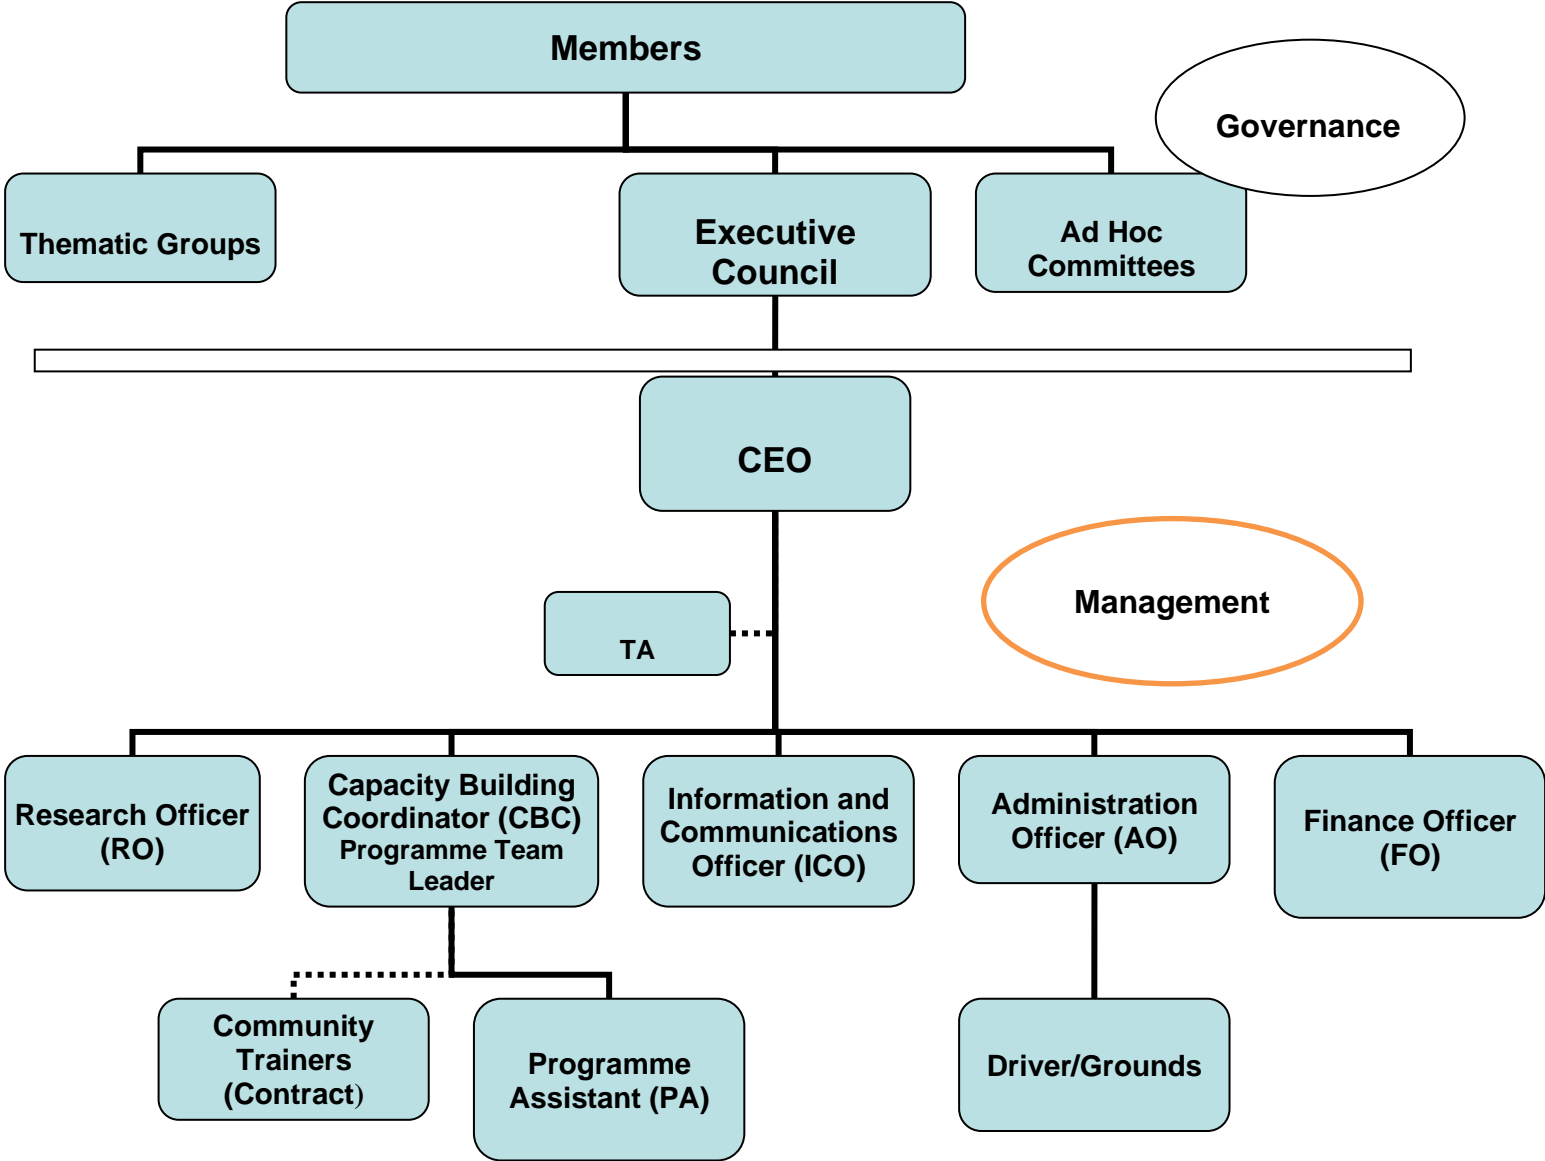 Members
Governance
Thematic Groups
Executive
Council
Ad Hoc
Committees
CEO
Management
TA
Research Officer
(RO)
Capacity Building
Coordinator (CBC)
Programme Team
Leader
Information and
Communications
Officer (ICO)
Administration
Officer (AO)
Finance Officer
(FO)
Community
Trainers
(Contract)
Programme
Assistant (PA)
Driver/Grounds